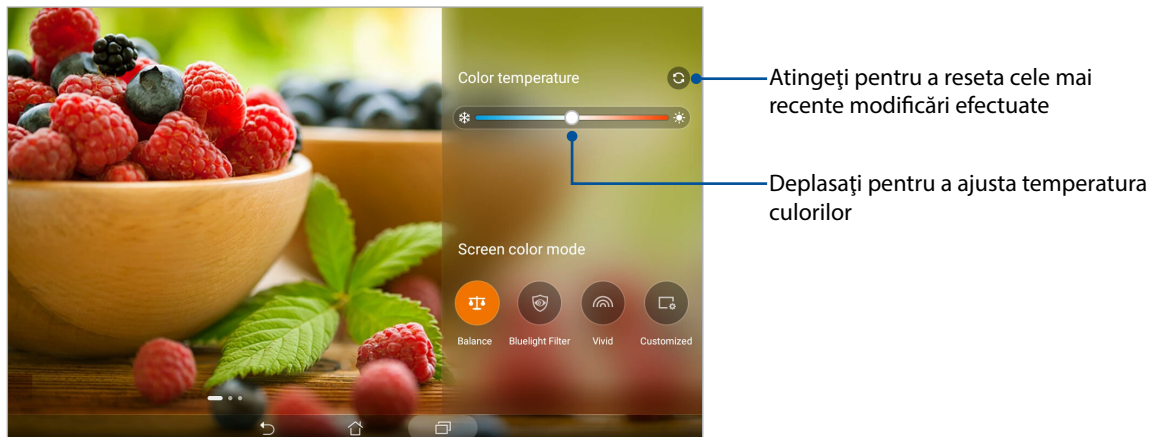 Color temperature
Atingeţi pentru a reseta cele mai
recente modificări efectuate
Deplasaţi pentru a ajusta temperatura
culorilor
Screen color mode
Balance
Bluelight Filter
Vivid
Customized